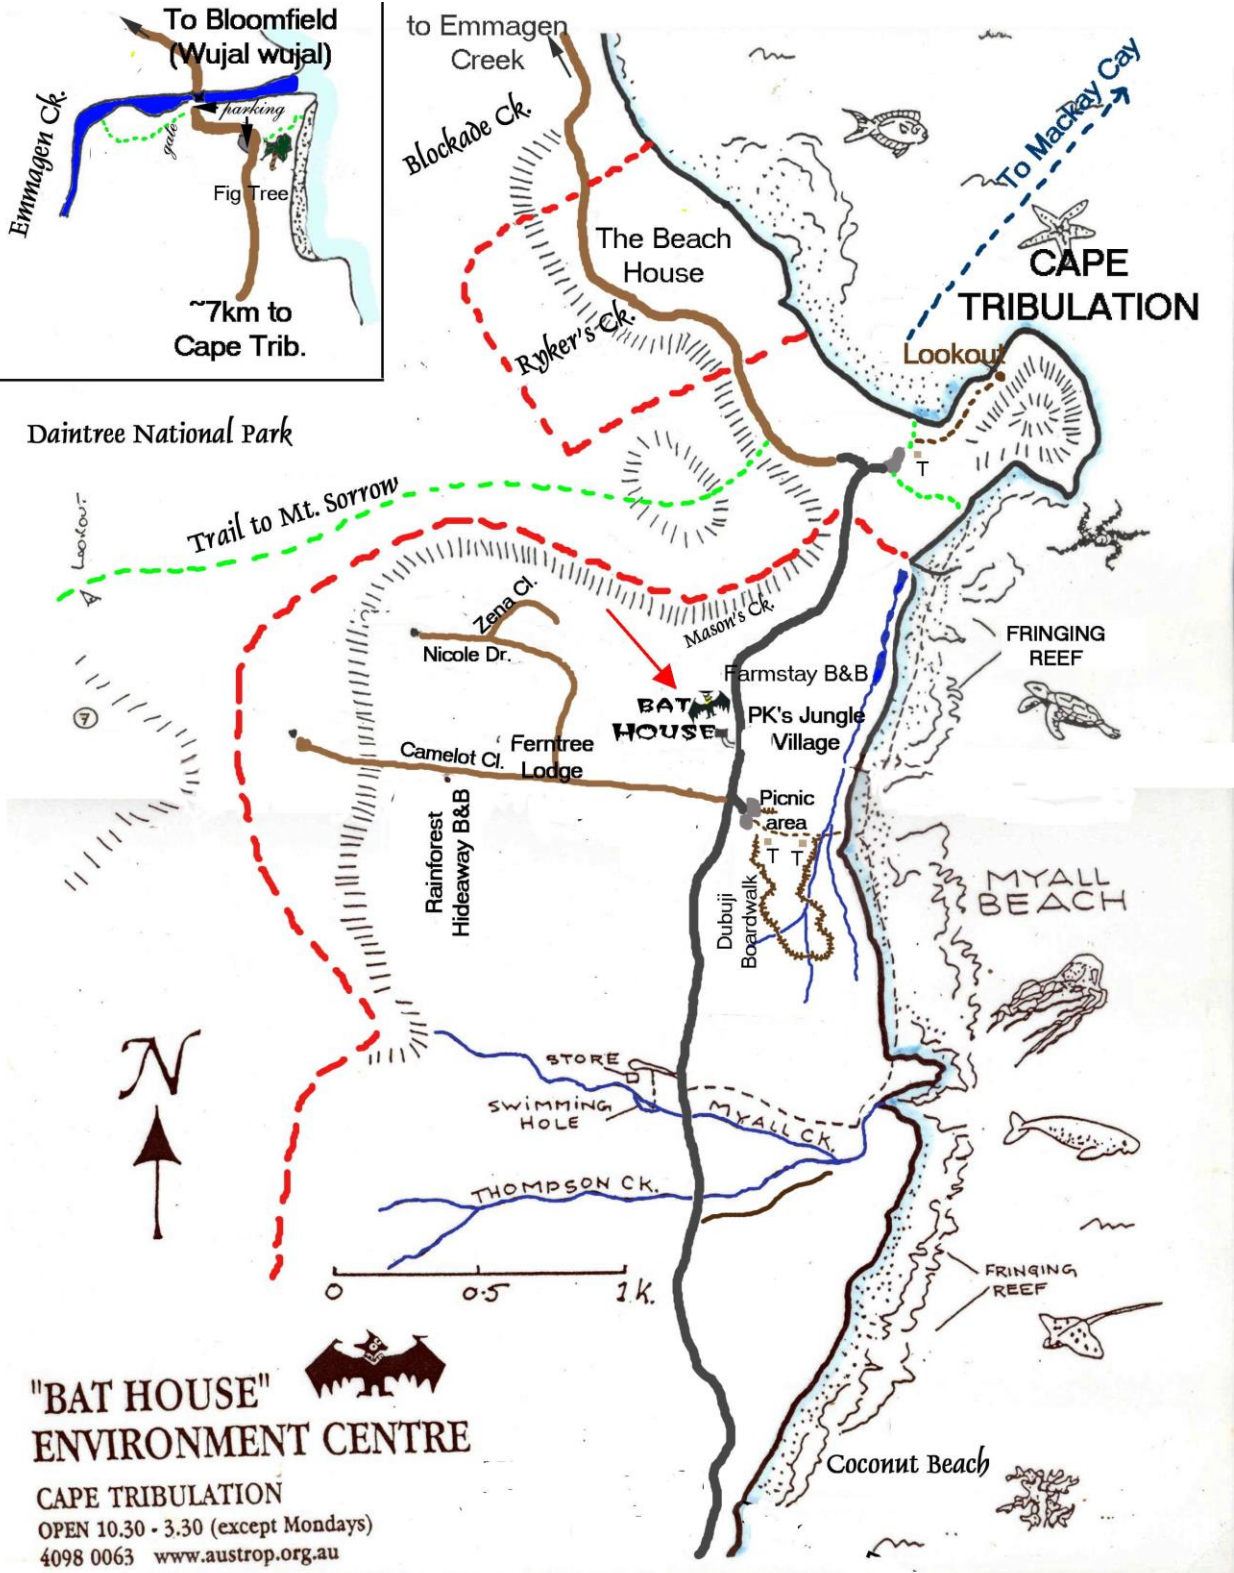 To Bloomfield
(Wujal wujal)
Emmagen Ck.
parking
gate
Fig Tree
~7km to
Cape Trib.
to Emmagen
Creek
Blockade Ck.
To Mackay Cay
The Beach
House
CAPE
TRIBULATION
Ryker's Ck.
Lookout
Daintree National Park
T
Lookout
Trail to Mt. Sorrow
Zena Cl.
Mason's Ck.
Nicole Dr.
FRINGING
REEF
Farmstay B&B
BAT
HOUSE
PK's Jungle
Village
7
Camelot Cl.
Ferntree
Lodge
Picnic
area
Rainforest
Hideaway B&B
T T
Dubuji
Boardwalk
MYALL
BEACH
N
STORE
SWIMMING
HOLE
MYALL CK.
THOMPSON CK.
0 0.5 1 K.
FRINGING
REEF
"BAT HOUSE"
ENVIRONMENT CENTRE
Coconut Beach
CAPE TRIBULATION
OPEN 10.30 - 3.30 (except Mondays)
4098 0063 www.austrop.org.au